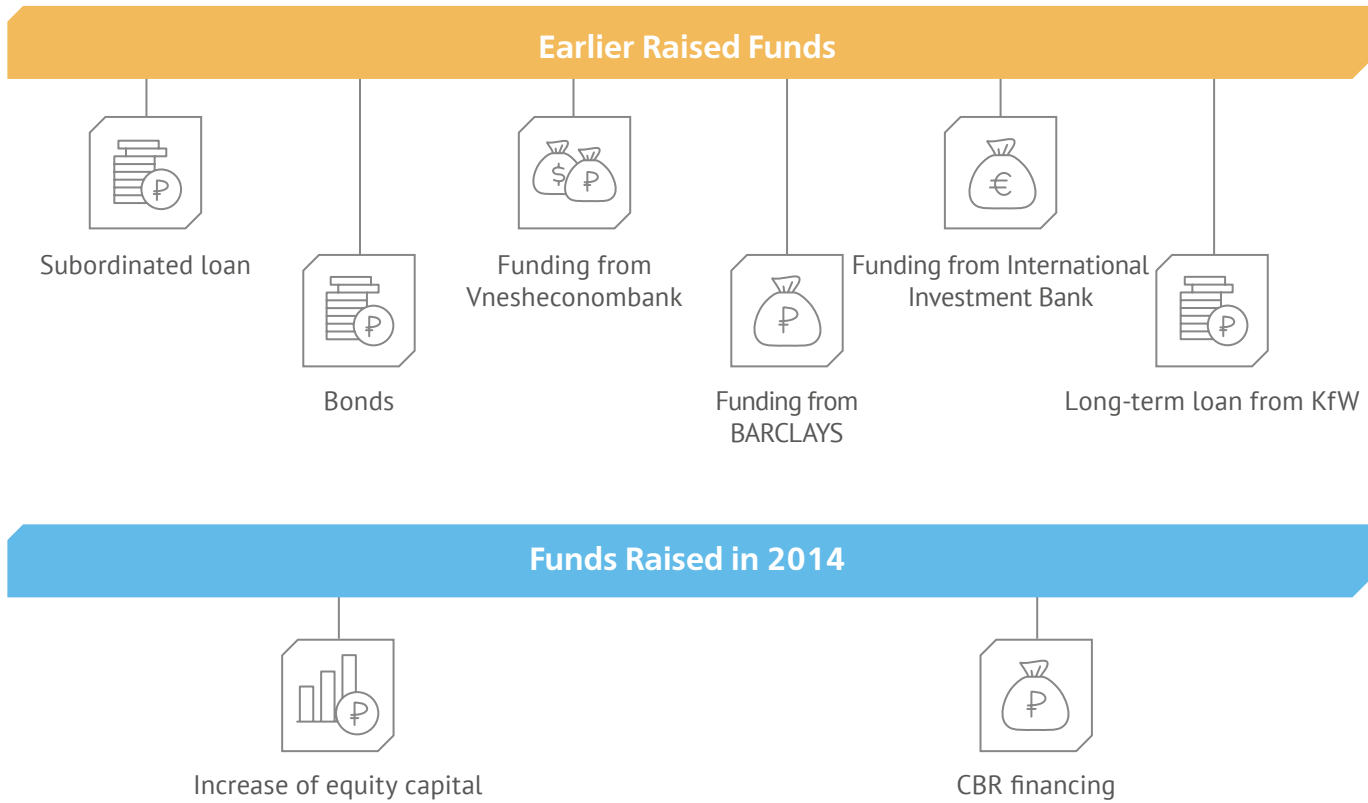 Earlier Raised Funds
Subordinated loan
Bonds
Funding from
Vnesheconombank
Funding from
BARCLAYS
Funding from International
Investment Bank
Long-term loan from KfW
Funds Raised in 2014
Increase of equity capital
CBR financing